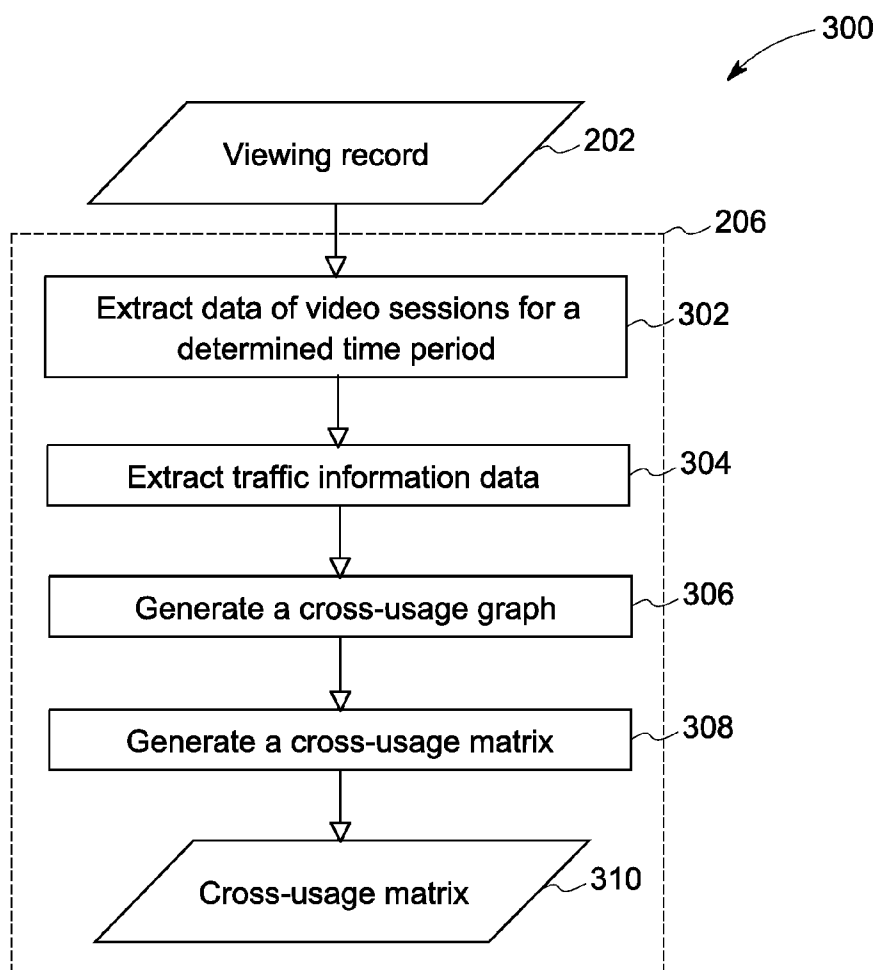 300
Viewing record
202
206
Extract data of video sessions for a
determined time period
302
Extract traffic information data
304
Generate a cross-usage graph
306
Generate a cross-usage matrix
308
Cross-usage matrix
310